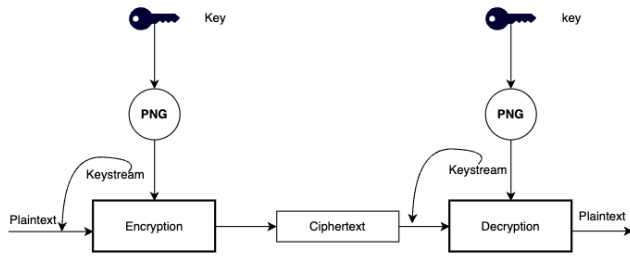 Key
key
PNG
PNG
Keystream
Keystream
Plaintext
Encryption
Ciphertext
Decryption
Plaintext